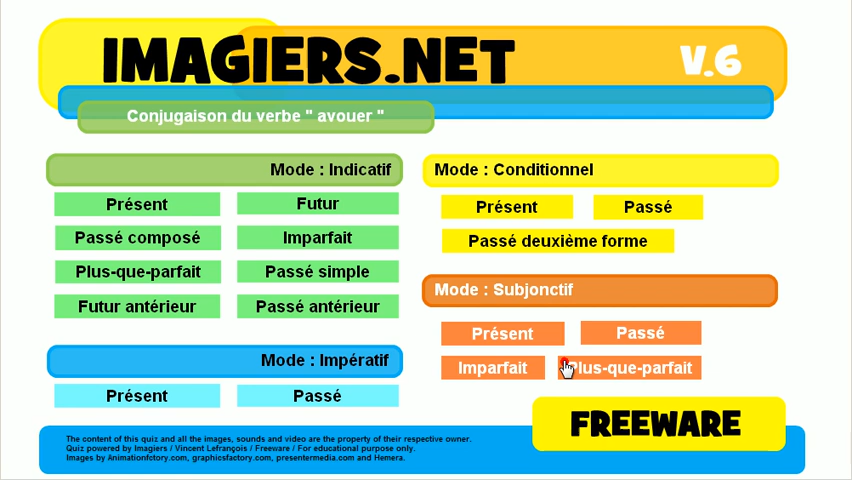 IMAGIERS.NET
V.6
Conjugaison du verbe " avouer "
Mode : Indicatif
Présent
Futur
Passé composé
Imparfait
Plus-que-parfait
Passé simple
Futur antérieur
Passé antérieur
Mode : Impératif
Présent
Passé
Mode : Conditionnel
Présent
Passé
Passé deuxième forme
Mode : Subjonctif
Présent
Passé
Imparfait
Plus-que-parfait
FREEWARE
The content of this quiz and all the images, sounds and video are the property of their respective owner.
Quiz powered by Imagiers / Vincent Lefrançois / Freeware / For educational purpose only.
Images by Animationfctory.com, graphicsfactory.com, presentermedia.com and Hemera.